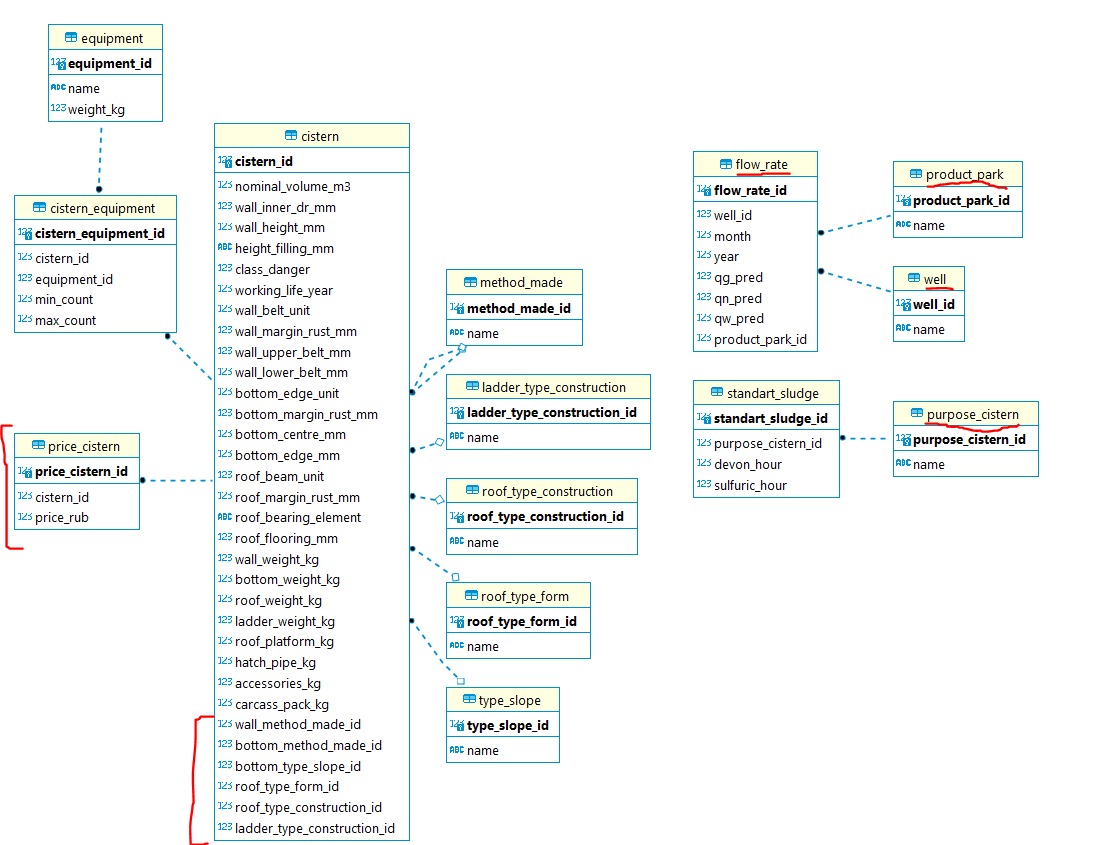 equipment
123 equipment_id
ABC name
123 weight_kg
cistern_equipment
123 cistern_equipment_id
123 cistern_id
123 equipment_id
123 min_count
123 max_count
price_cistern
123 price_cistern_id
123 cistern_id
123 price_rub
cistern
123 cistern_id
123 nominal_volume_m3
123 wall_inner_dr_mm
123 wall_height_mm
ABC height_filling_mm
123 class_danger
123 working_life_year
123 wall_belt_unit
123 wall_margin_rust_mm
123 wall_upper_belt_mm
123 wall_lower_belt_mm
123 bottom_edge_unit
123 bottom_margin_rust_mm
123 bottom_centre_mm
123 bottom_edge_mm
123 roof_beam_unit
123 roof_margin_rust_mm
ABC roof_bearing_element
123 roof_flooring_mm
123 wall_weight_kg
123 bottom_weight_kg
123 roof_weight_kg
123 ladder_weight_kg
123 roof_platform_kg
123 hatch_pipe_kg
123 accessories_kg
123 carcass_pack_kg
123 wall_method_made_id
123 bottom_method_made_id
123 bottom_type_slope_id
123 roof_type_form_id
123 roof_type_construction_id
123 ladder_type_construction_id
method_made
123 method_made_id
ABC name
ladder_type_construction
123 ladder_type_construction_id
ABC name
roof_type_construction
123 roof_type_construction_id
ABC name
roof_type_form
123 roof_type_form_id
ABC name
type_slope
123 type_slope_id
ABC name
flow_rate
123 flow_rate_id
123 well_id
123 month
123 year
123 qg_pred
123 qn_pred
123 qw_pred
123 product_park_id
product_park
123 product_park_id
ABC name
well
123 well_id
ABC name
standart_sludge
123 standart_sludge_id
123 purpose_cistern_id
123 devon_hour
123 sulfuric_hour
purpose_cistern
123 purpose_cistern_id
ABC name